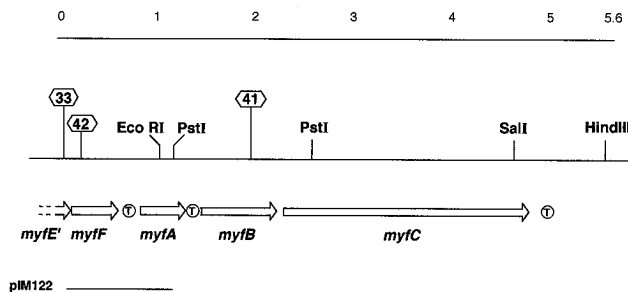 0 1 2 3 4 5 5.6
33 42 41
Eco RI PstI PstI SalI HindIII
T T T
myfE' myfF myfA myfB myfC
pIM122